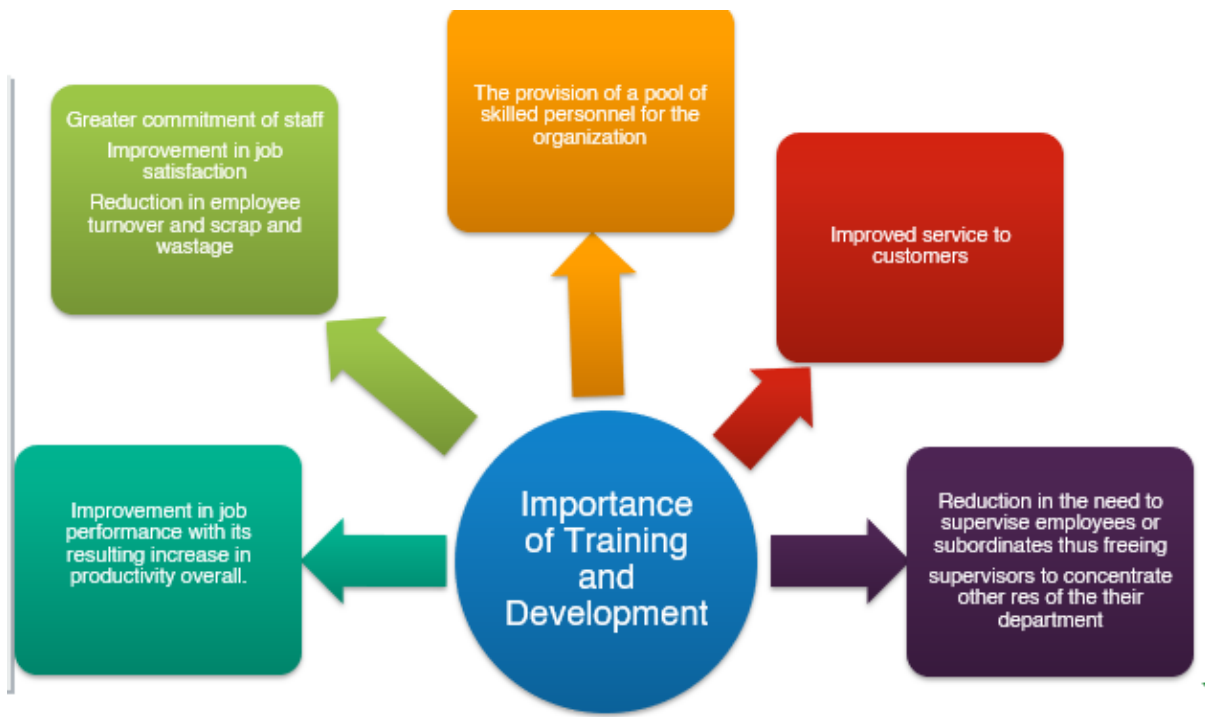 The provision of a pool of
skilled personnel for the
organization
Greater commitment of staff
Improvement in job
satisfaction
Reduction in employee
turnover and scrap and
wastage
Improved service to
customers
Improvement in job
performance with its
resulting increase in
productivity overall.
Importance
of Training
and
Development
Reduction in the need to
supervise employees or
subordinates thus freeing
supervisors to concentrate
other res of the their
department